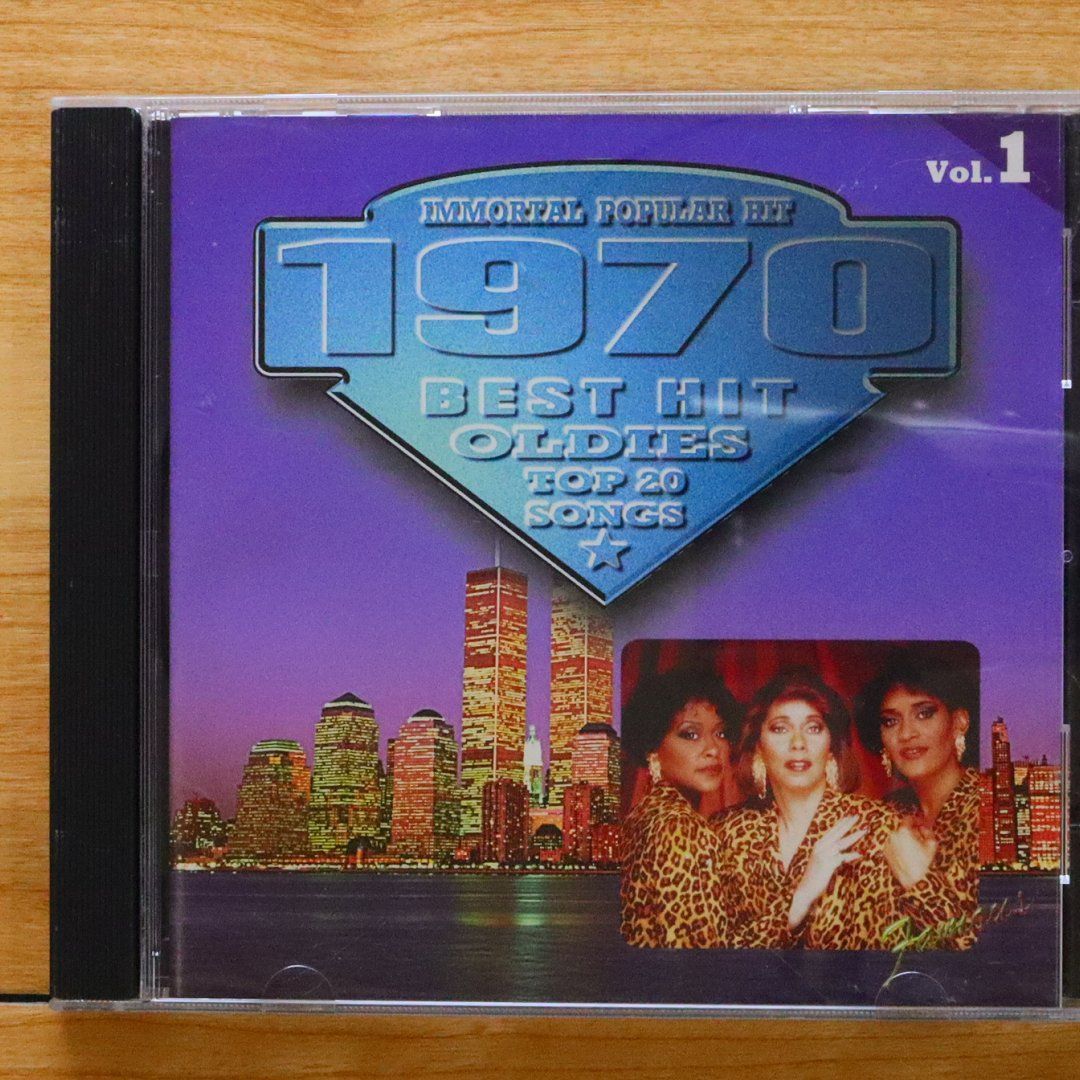 Vol.1
IMMORTAL POPULAR HIT
1970
BEST HIT
OLDIES
TOP 20
SONGS